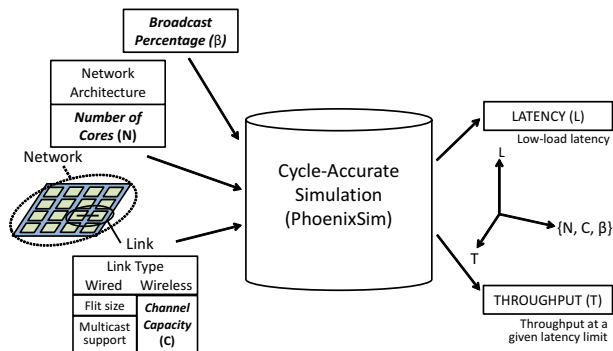 Broadcast
Percentage (β)
Network
Architecture
Number of
Cores (N)
Network
Link
Link Type
Wired Wireless
Flit size
Multicast
support
Channel
Capacity
(C)
Cycle-Accurate
Simulation
(PhoenixSim)
LATENCY (L)
Low-load latency
L
{N, C, β}
T
THROUGHPUT (T)
Throughput at a
given latency limit